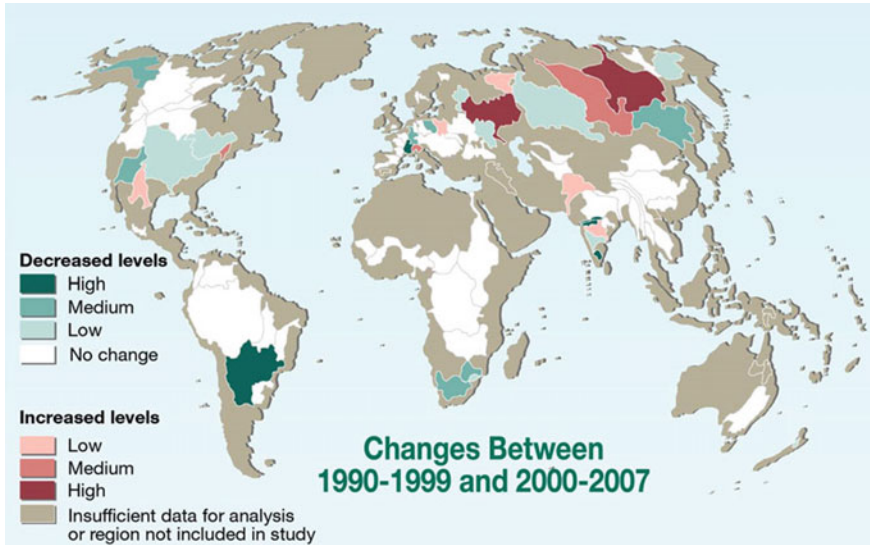 Decreased levels
High
Medium
Low
No change
Increased levels
Low
Medium
High
Insufficient data for analysis
or region not included in study
Changes Between
1990-1999 and 2000-2007